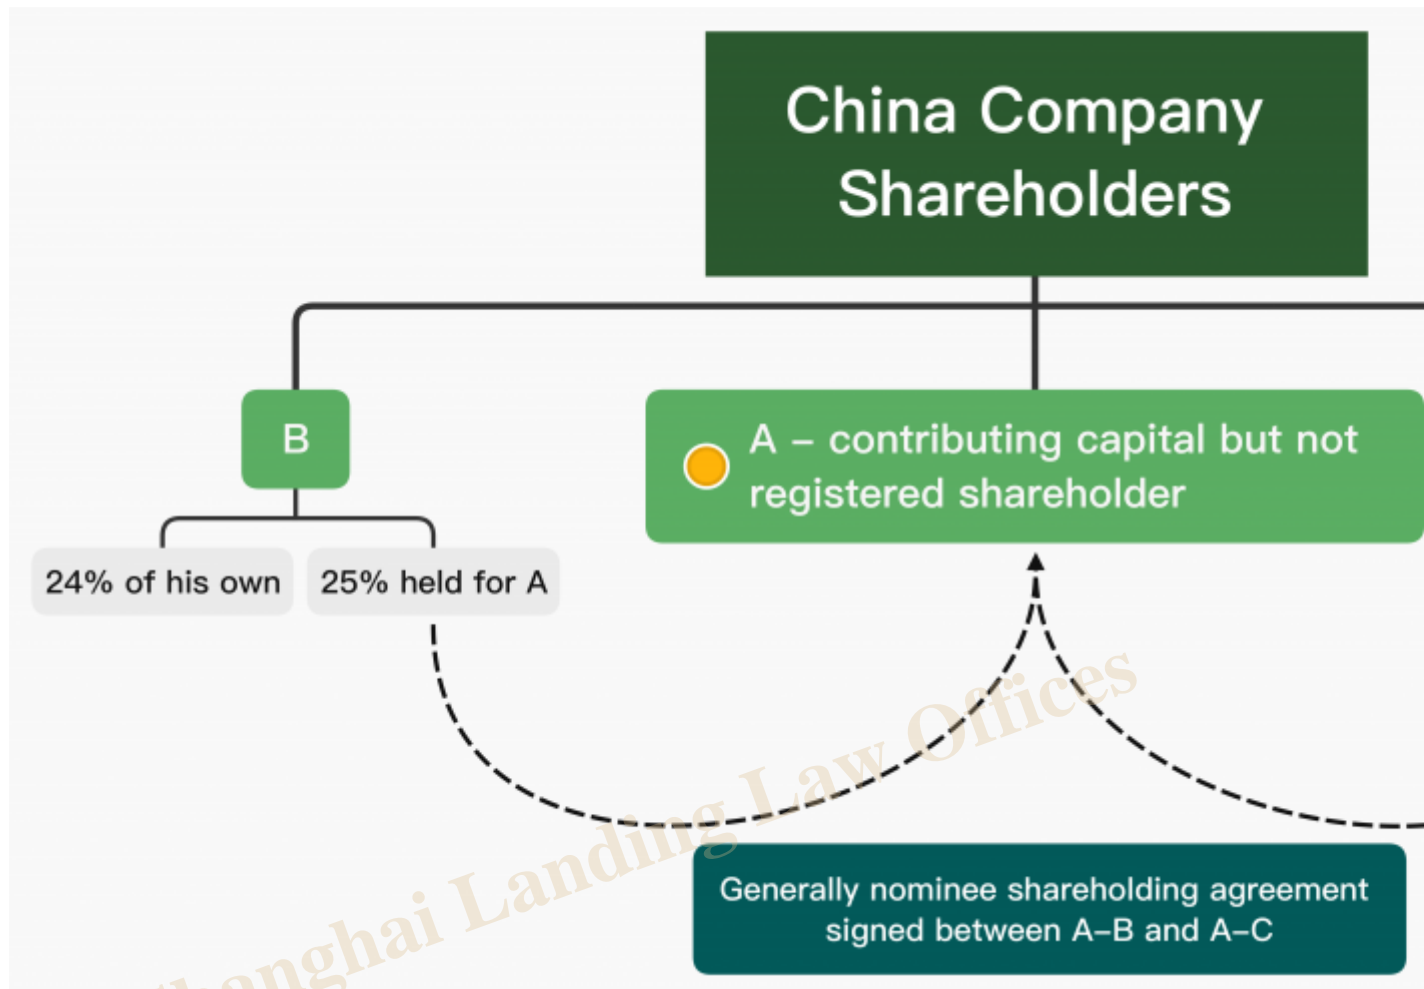 China Company
Shareholders
B
A – contributing capital but not
registered shareholder
24% of his own
25% held for A
Generally nominee shareholding agreement
signed between A–B and A–C
hanghai Landing Law Offices